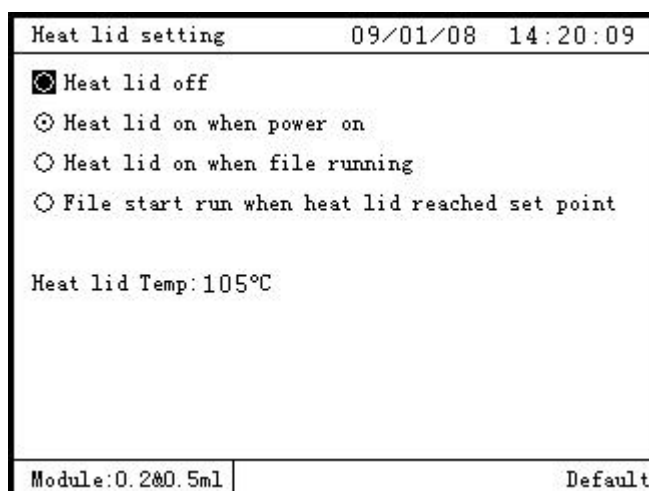 Heat lid setting 09/01/08 14:20:09
Heat lid off
Heat lid on when power on
Heat lid on when file running
File start run when heat lid reached set point
Heat lid Temp:105°C
Module:0.2&0.5ml Default